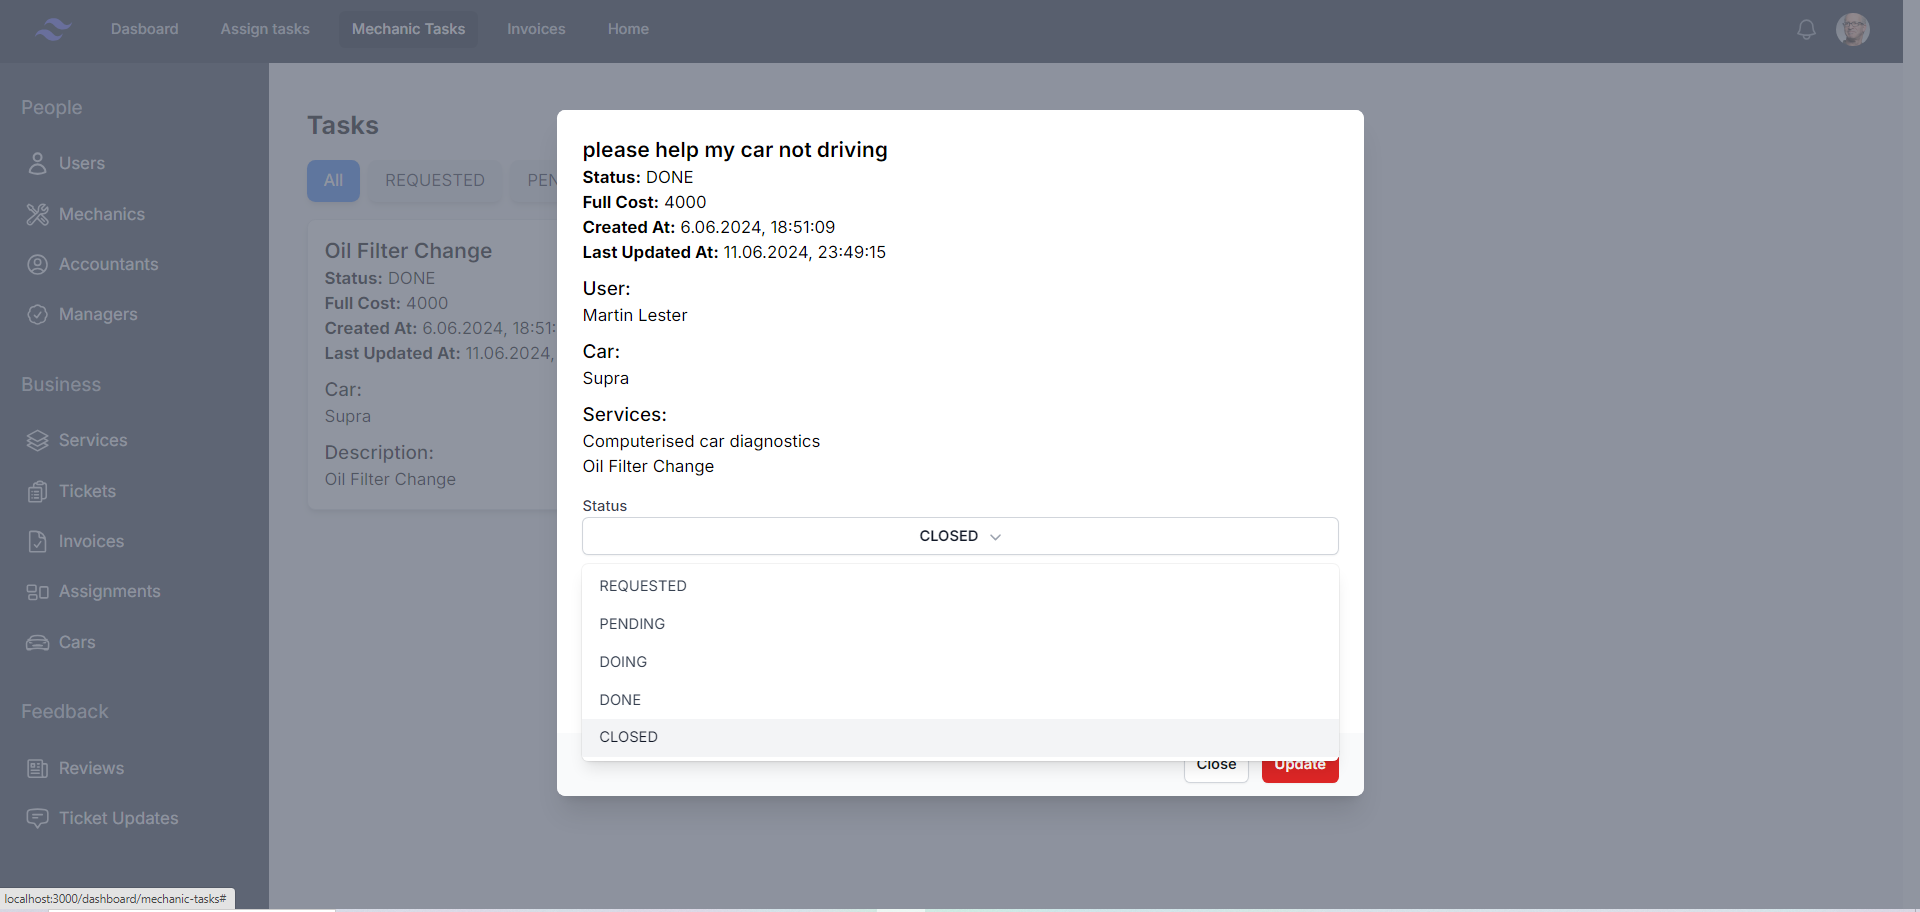 Dasboard
Assign tasks
Mechanic Tasks
Invoices
Home
People
Users
Mechanics
Accountants
Managers
Business
Services
Tickets
Invoices
Assignments
Cars
Feedback
Reviews
Ticket Updates
Tasks
All
REQUESTED
PEN
Oil Filter Change
Status: DONE
Full Cost: 4000
Created At: 6.06.2024, 18:51:
Last Updated At: 11.06.2024,
Car:
Supra
Description:
Oil Filter Change
please help my car not driving
Status: DONE
Full Cost: 4000
Created At: 6.06.2024, 18:51:09
Last Updated At: 11.06.2024, 23:49:15
User:
Martin Lester
Car:
Supra
Services:
Computerised car diagnostics
Oil Filter Change
Status
CLOSED
REQUESTED
PENDING
DOING
DONE
CLOSED
Close
Update
localhost:3000/dashboard/mechanic-tasks#